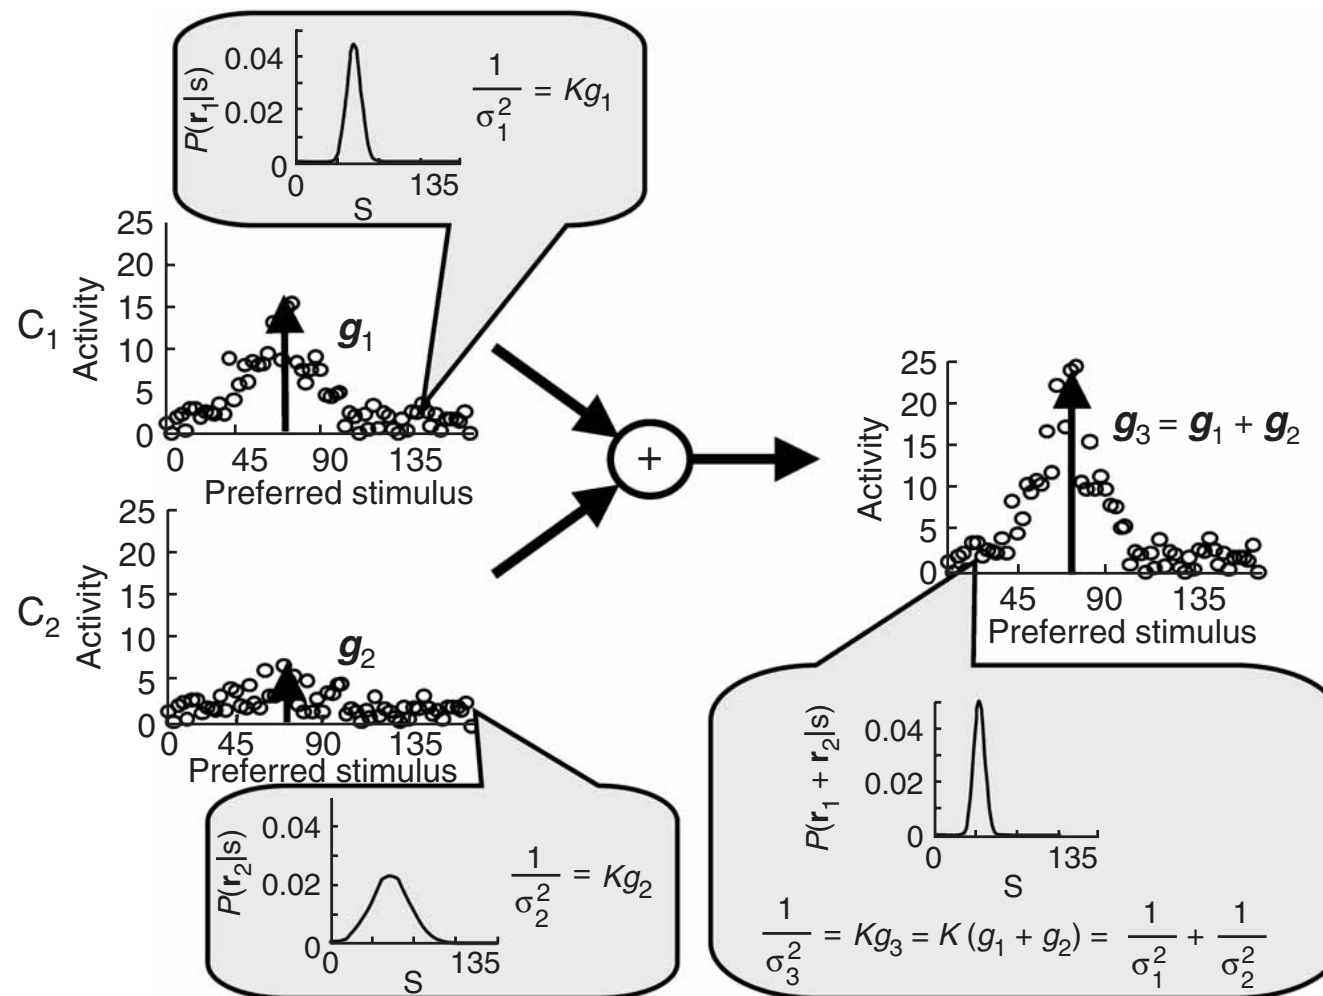 P(r₁|s)
0.04
0.02
0
0
135
S
1/σ₁² = Kg₁
C₁
Activity
25
20
15
10
5
0
g₁
0 45 90 135
Preferred stimulus
C₂
Activity
25
20
15
10
5
0
g₂
0 45 90 135
Preferred stimulus
P(r₂|s)
0.04
0.02
0
0
135
S
1/σ₂² = Kg₂
+
Activity
25
20
15
10
5
0
g₃ = g₁ + g₂
45 90 135
Preferred stimulus
P(r₁ + r₂|s)
0.04
0.02
0
0
135
S
1/σ₃² = Kg₃ = K (g₁ + g₂) = 1/σ₁² + 1/σ₂²